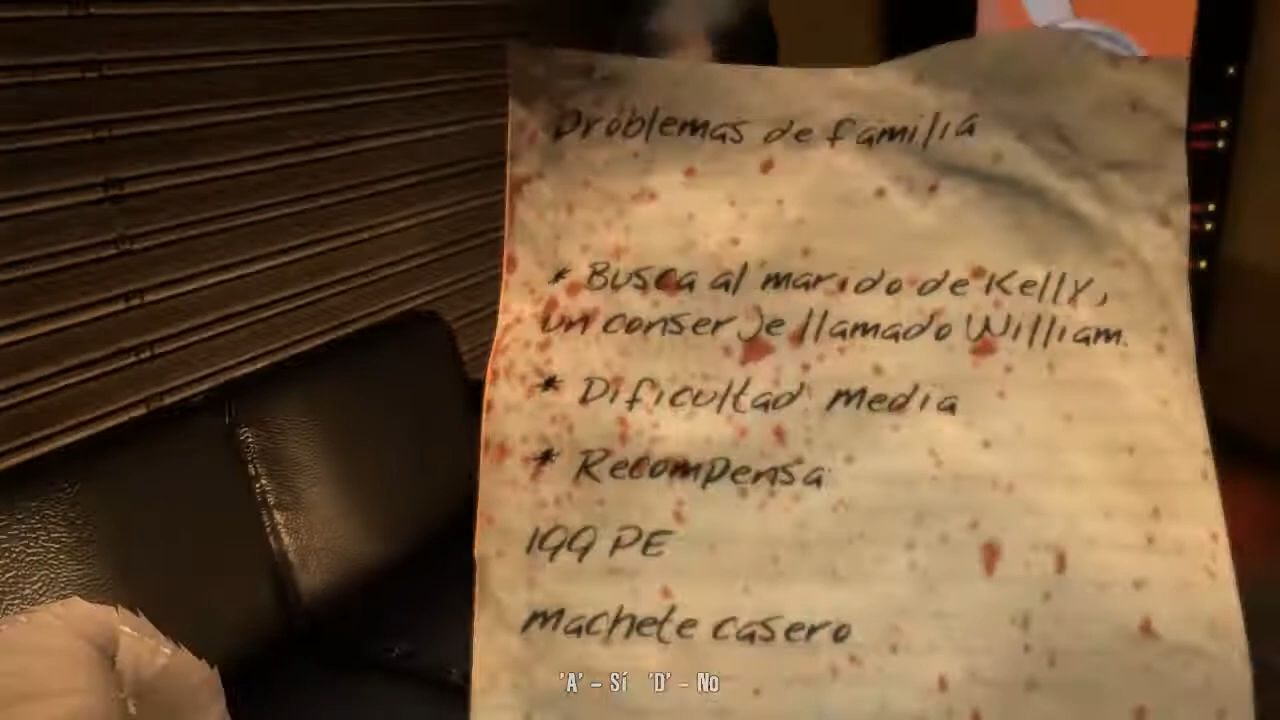 Problemas de familia
* Busca al marido de Kelly,
un conserje llamado William.
* Dificultad media
* Recompensa
199 PE
machete casero
'A' - Sí 'D' - No